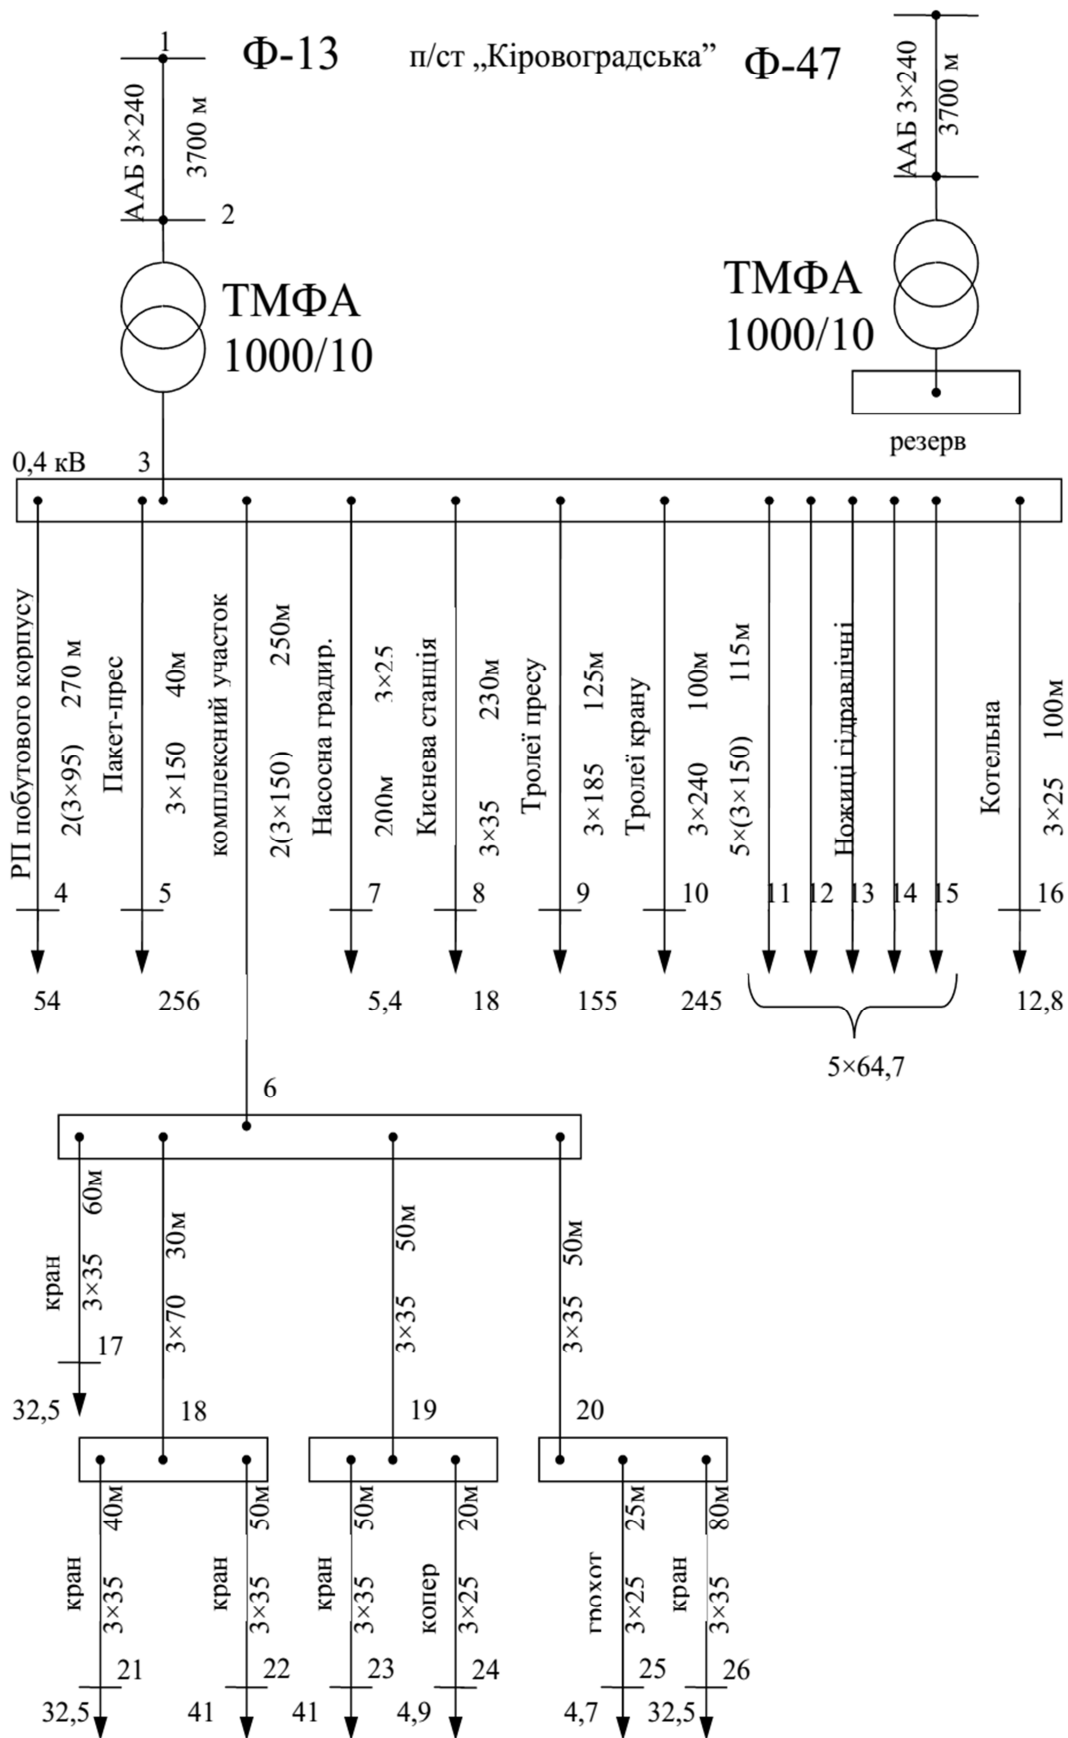 1
Ф-13
п/ст „Кіровоградська”
Ф-47
ААБ 3×240
3700 м
ААБ 3×240
3700 м
2
ТМФА
1000/10
ТМФА
1000/10
резерв
0,4 кВ
3
РП побутового корпусу
2(3×95) 270 м
Пакет-прес
3×150 40м
комплексний участок
2(3×150) 250м
Насосна градир.
200м 3×25
Киснева станція
3×35 230м
Тролеї пресу
3×185 125м
Тролеї крану
3×240 100м
5×(3×150) 115м
Ножиці гідравлічні
Котельна
3×25 100м
4
5
7
8
9
10
11
12
13
14
15
16
54
256
5,4
18
155
245
12,8
5×64,7
6
кран
3×35 60м
3×70 30м
3×35 50м
3×35 50м
17
32,5
18
19
20
кран
3×35 40м
кран
3×35 50м
кран
3×35 50м
копер
3×25 20м
грохот
3×25 25м
кран
3×35 80м
21
22
23
24
25
26
32,5
41
41
4,9
4,7
32,5